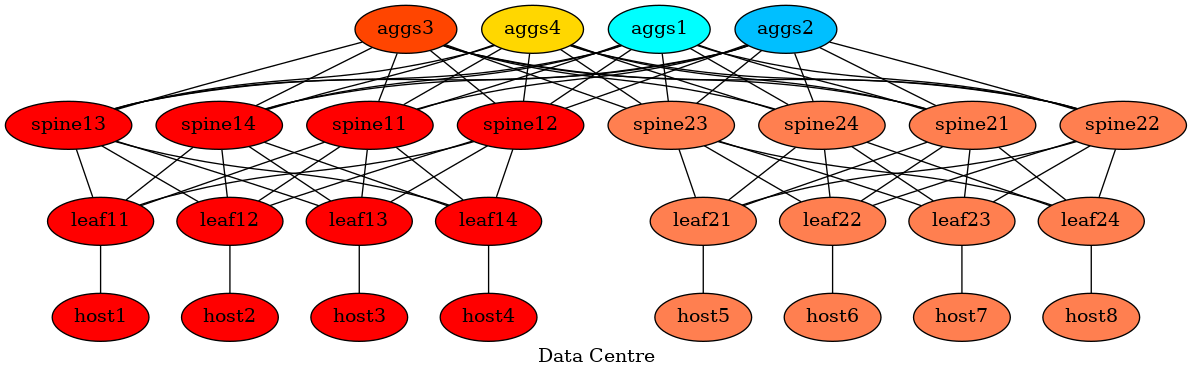 aggs3 aggs4 aggs1 aggs2
spine13 spine14 spine11 spine12 spine23 spine24 spine21 spine22
leaf11 leaf12 leaf13 leaf14 leaf21 leaf22 leaf23 leaf24
host1 host2 host3 host4 host5 host6 host7 host8
Data Centre